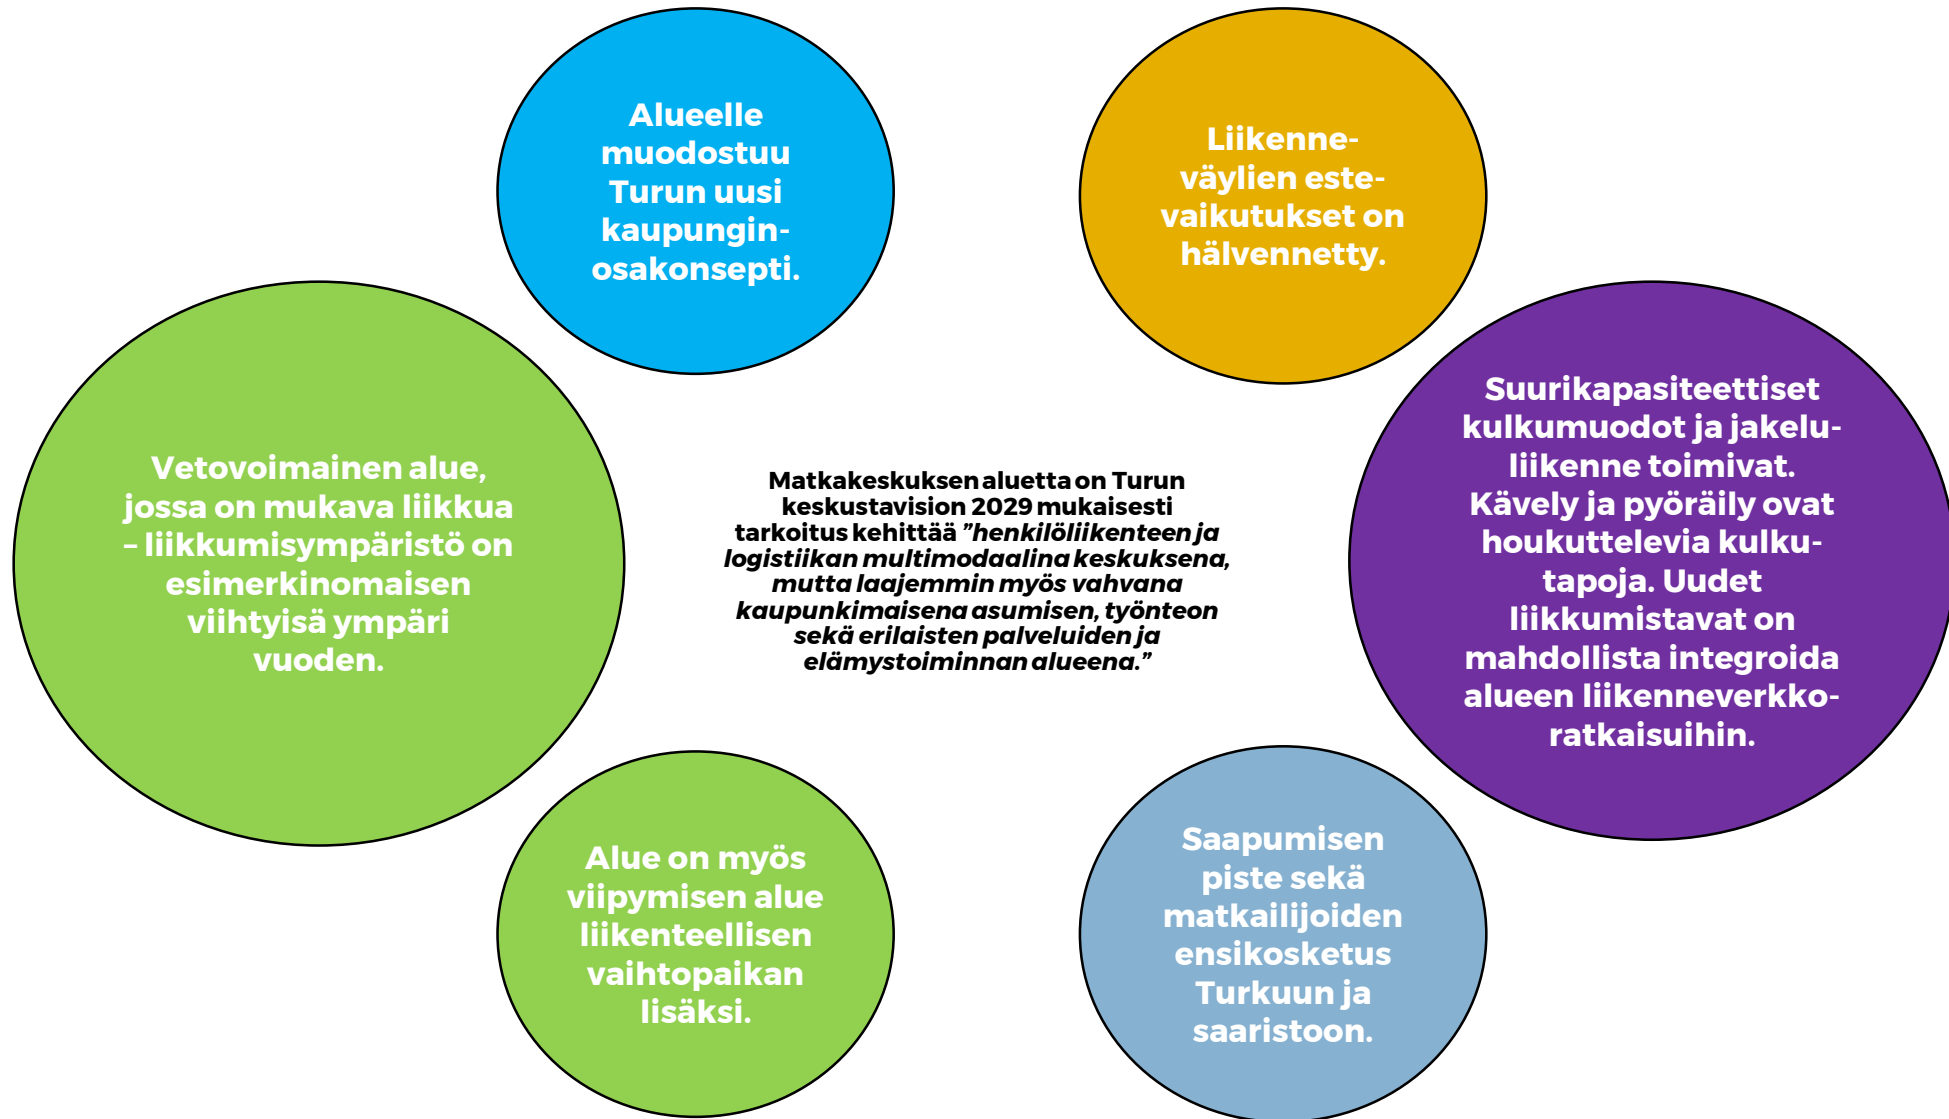 Alueelle
muodostuu
Turun uusi
kaupungin-
osakonsepti.
Liikenne-
väylien este-
vaikutukset on
hälvennetty.
Vetovoimainen alue,
jossa on mukava liikkua
– liikkumisympäristö on
esimerkinomaisen
viihtyisä ympäri
vuoden.
Matkakeskuksen aluetta on Turun
keskustavision 2029 mukaisesti
tarkoitus kehittää ”henkilöliikenteen ja
logistiikan multimodaalina keskuksena,
mutta laajemmin myös vahvana
kaupunkimaisena asumisen, työnteon
sekä erilaisten palveluiden ja
elämystoiminnan alueena.”
Suurikapasiteettiset
kulkumuodot ja jakelu-
liikenne toimivat.
Kävely ja pyöräily ovat
houkuttelevia kulku-
tapoja. Uudet
liikkumistavat on
mahdollista integroida
alueen liikenneverkko-
ratkaisuihin.
Alue on myös
viipymisen alue
liikenteellisen
vaihtopaikan
lisäksi.
Saapumisen
piste sekä
matkailijoiden
ensikosketus
Turkuun ja
saaristoon.